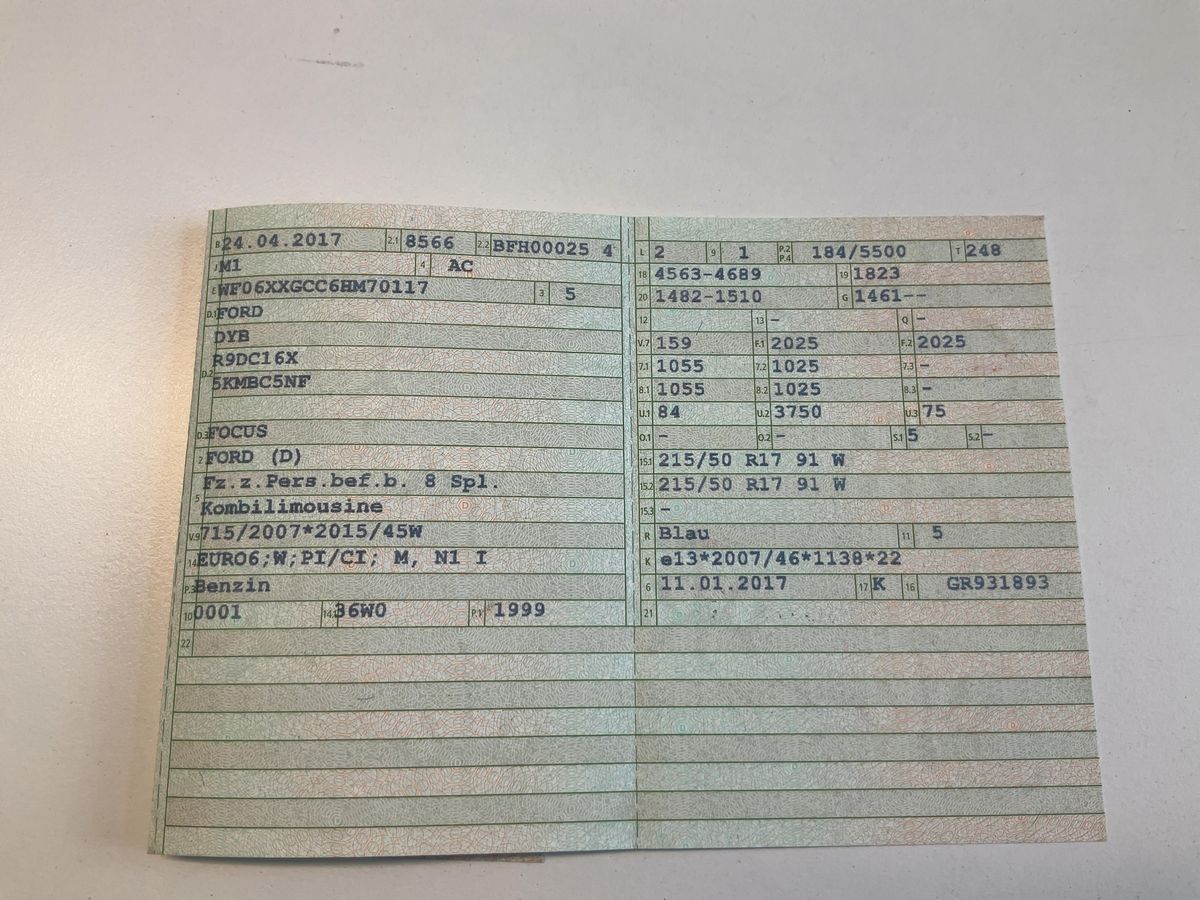 B 24.04.2017 2.1 8566 2.2 BFH00025 4
J M1 4 AC
E WF06XXGCC6HM70117 3 5
D.1 FORD
DYB
D.2 R9DC16X
5KMBC5NF
D.3 FOCUS
2 FORD (D)
5 Fz.z.Pers.bef.b. 8 Spl.
Kombilimousine
V.9 715/2007*2015/45W
14 EURO6;W;PI/CI; M, N1 I
P.3 Benzin
10 0001 14.1 36W0 P.1 1999
22
L 2 9 1 P.2 P.4 184/5500 T 248
18 4563-4689 19 1823
20 1482-1510 G 1461--
12 13 - Q -
V.7 159 F.1 2025 F.2 2025
7.1 1055 7.2 1025 7.3 -
8.1 1055 8.2 1025 8.3 -
U.1 84 U.2 3750 U.3 75
O.1 - O.2 - S.1 5 S.2 -
15.1 215/50 R17 91 W
15.2 215/50 R17 91 W
15.3 -
R Blau 11 5
K e13*2007/46*1138*22
6 11.01.2017 17 K 16 GR931893
21